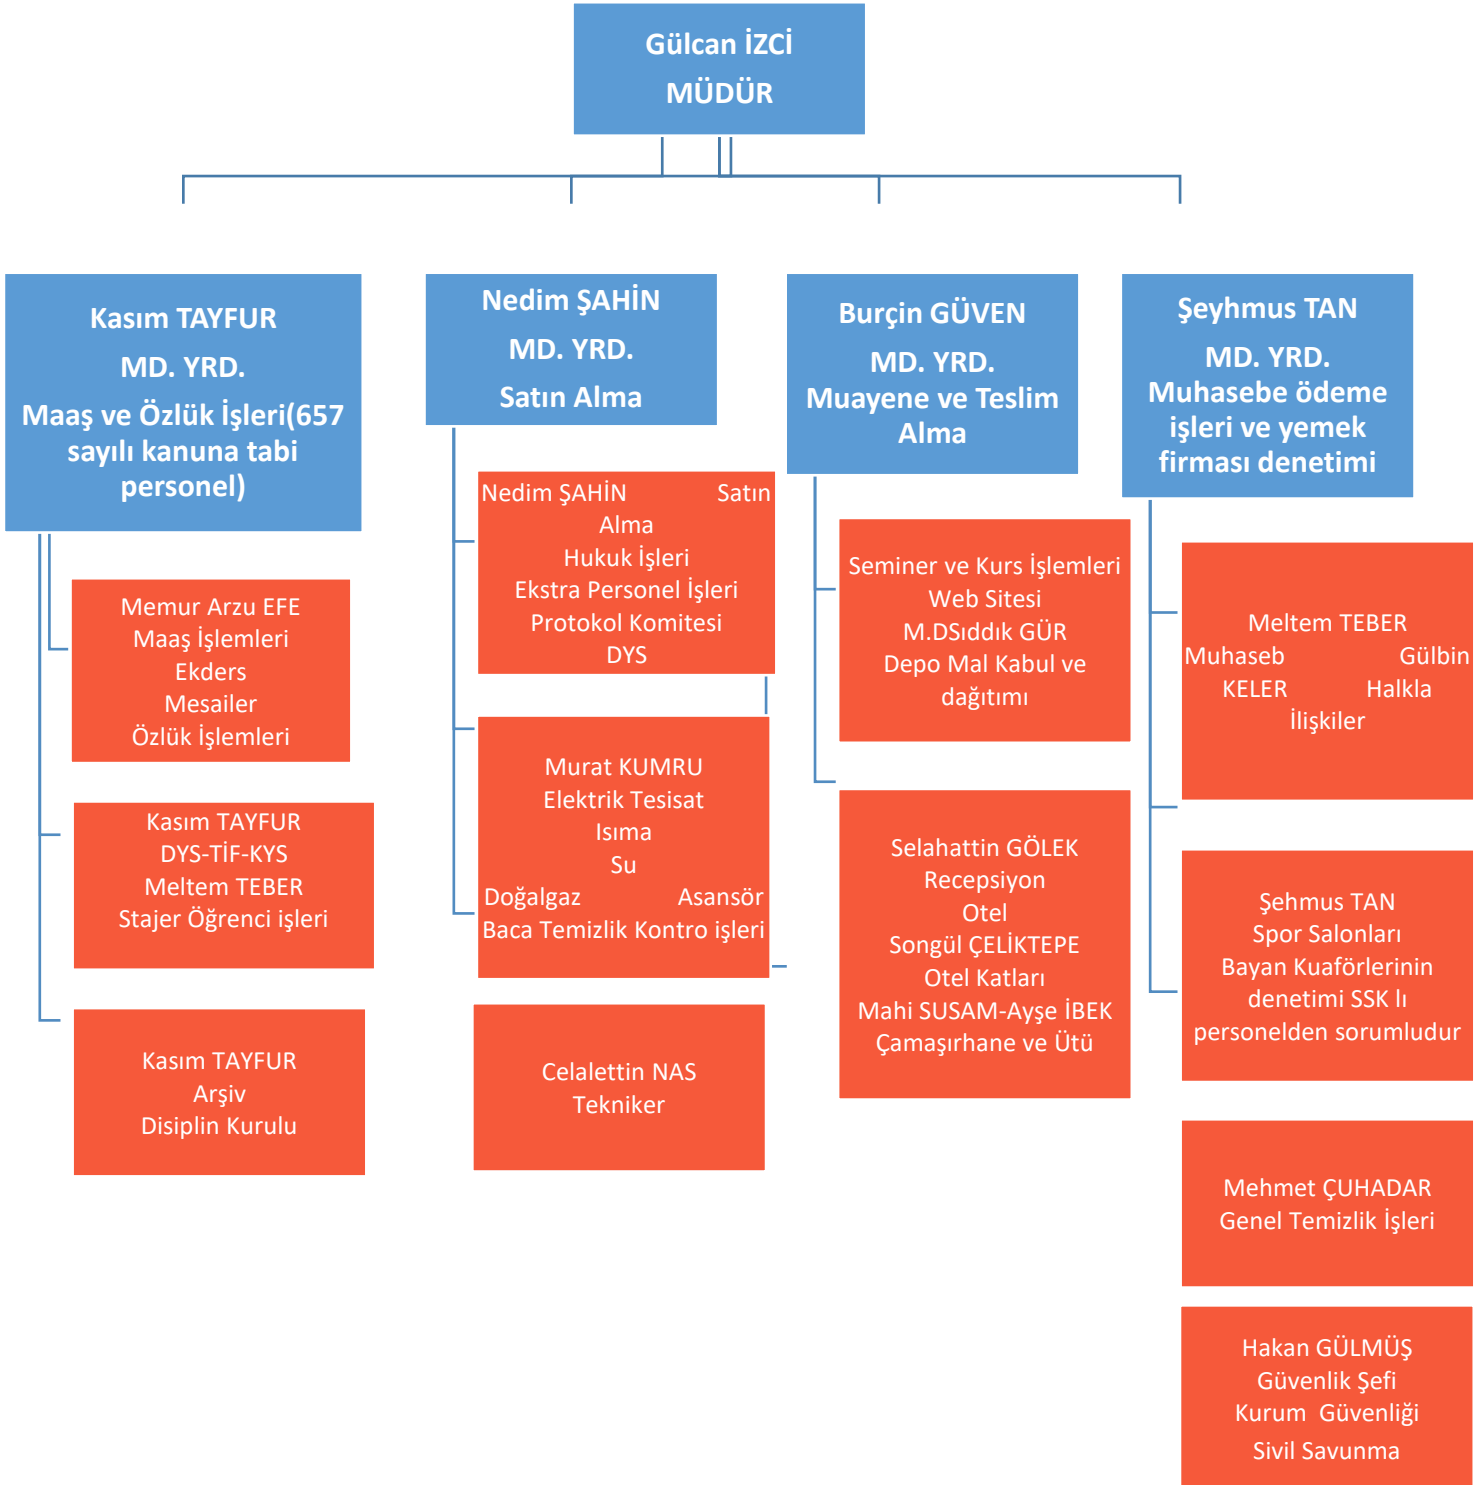 Gülcan İZCİ
MÜDÜR
Kasım TAYFUR
MD. YRD.
Maaş ve Özlük İşleri(657
sayılı kanuna tabi
personel)
Memur Arzu EFE
Maaş İşlemleri
Ekders
Mesailer
Özlük İşlemleri
Kasım TAYFUR
DYS-TİF-KYS
Meltem TEBER
Stajer Öğrenci işleri
Kasım TAYFUR
Arşiv
Disiplin Kurulu
Nedim ŞAHİN
MD. YRD.
Satın Alma
Nedim ŞAHİN Satın
Alma
Hukuk İşleri
Ekstra Personel İşleri
Protokol Komitesi
DYS
Murat KUMRU
Elektrik Tesisat
Isıma
Su
Doğalgaz Asansör
Baca Temizlik Kontro işleri
Celalettin NAS
Tekniker
Burçin GÜVEN
MD. YRD.
Muayene ve Teslim
Alma
Seminer ve Kurs İşlemleri
Web Sitesi
M.DSıddık GÜR
Depo Mal Kabul ve
dağıtımı
Selahattin GÖLEK
Recepsiyon
Otel
Songül ÇELİKTEPE
Otel Katları
Mahi SUSAM-Ayşe İBEK
Çamaşırhane ve Ütü
Şeyhmus TAN
MD. YRD.
Muhasebe ödeme
işleri ve yemek
firması denetimi
Meltem TEBER
Muhaseb Gülbin
KELER Halkla
İlişkiler
Şehmus TAN
Spor Salonları
Bayan Kuaförlerinin
denetimi SSK lı
personelden sorumludur
Mehmet ÇUHADAR
Genel Temizlik İşleri
Hakan GÜLMÜŞ
Güvenlik Şefi
Kurum  Güvenliği
Sivil Savunma